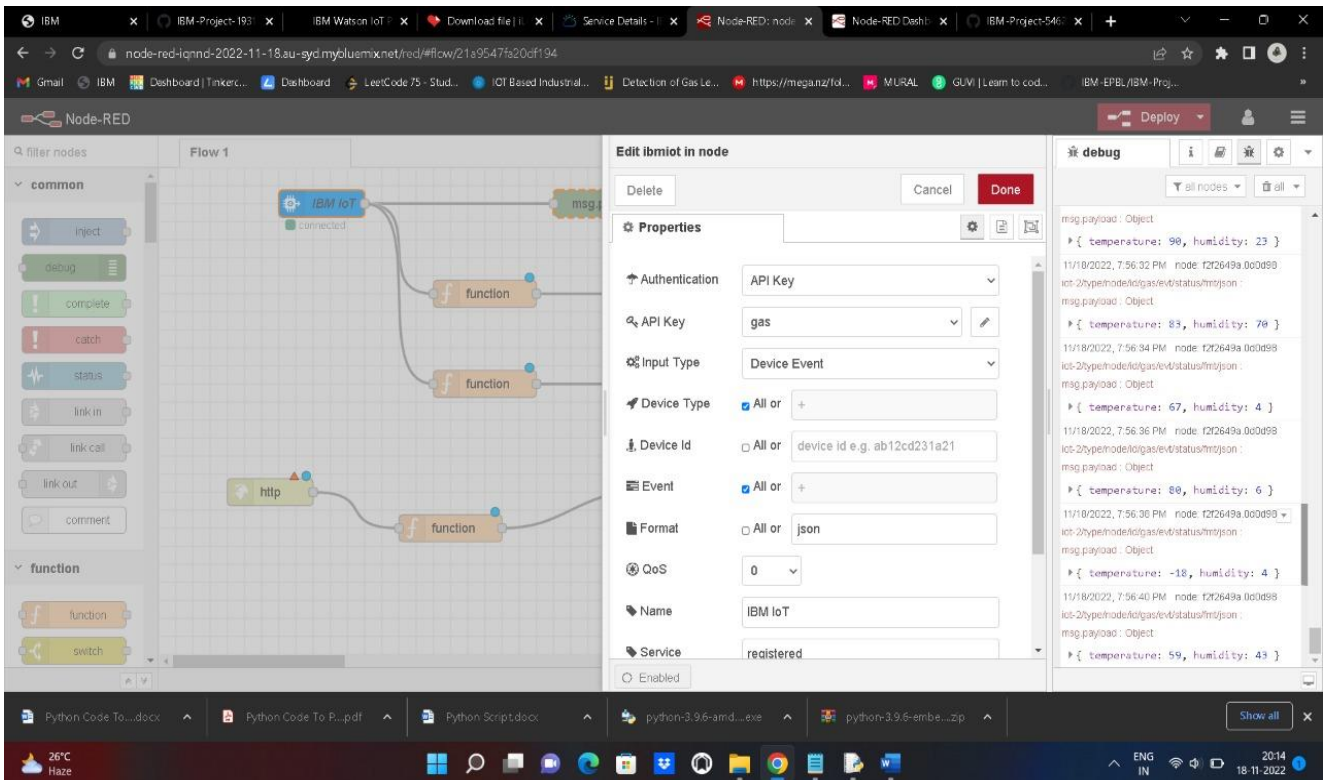 IBM
IBM-Project-1931
IBM Watson IoT P
Download file | iL
Service Details - I
Node-RED: node
Node-RED Dashb
IBM-Project-546
node-red-iqnnd-2022-11-18.au-syd.mybluemix.net/red/#flow/21a9547fa20df194
Gmail
IBM
Dashboard | Tinkerc...
Dashboard
LeetCode 75 - Stud...
IOT Based Industrial...
Detection of Gas Le...
https://mega.nz/fol...
MURAL
GUVI | Learn to cod...
IBM-EPBL/IBM-Proj...
Node-RED
Deploy
filter nodes
Flow 1
common
inject
debug
complete
catch
status
link in
link call
link out
comment
function
function
switch
IBM IoT
connected
msg.p
function
function
http
function
Edit ibmiot in node
Delete
Cancel
Done
Properties
Authentication
API Key
API Key
gas
Input Type
Device Event
Device Type
All or
+
Device Id
All or
device id e.g. ab12cd231a21
Event
All or
+
Format
All or
json
QoS
0
Name
IBM IoT
Service
registered
Enabled
debug
i
all nodes
all
msg.payload : Object
{ temperature: 90, humidity: 23 }
11/18/2022, 7:56:32 PM node: f2f2649a.0d0d98
iot-2/type/node/id/gas/evt/status/fmt/json :
msg.payload : Object
{ temperature: 83, humidity: 70 }
11/18/2022, 7:56:34 PM node: f2f2649a.0d0d98
iot-2/type/node/id/gas/evt/status/fmt/json :
msg.payload : Object
{ temperature: 67, humidity: 4 }
11/18/2022, 7:56:36 PM node: f2f2649a.0d0d98
iot-2/type/node/id/gas/evt/status/fmt/json :
msg.payload : Object
{ temperature: 80, humidity: 6 }
11/18/2022, 7:56:38 PM node: f2f2649a.0d0d98
iot-2/type/node/id/gas/evt/status/fmt/json :
msg.payload : Object
{ temperature: -18, humidity: 4 }
11/18/2022, 7:56:40 PM node: f2f2649a.0d0d98
iot-2/type/node/id/gas/evt/status/fmt/json :
msg.payload : Object
{ temperature: 59, humidity: 43 }
Python Code To....docx
Python Code To P...pdf
Python Script.docx
python-3.9.6-amd....exe
python-3.9.6-embe....zip
Show all
26°C
Haze
ENG
IN
20:14
18-11-2022